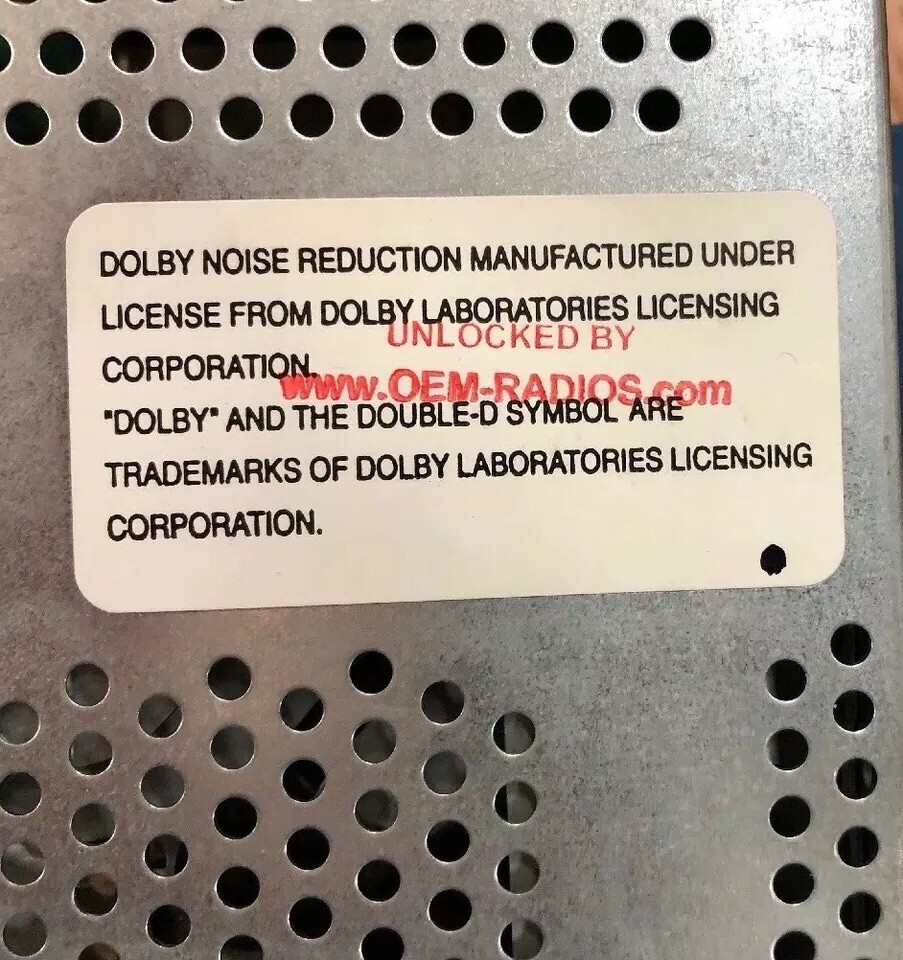 DOLBY NOISE REDUCTION MANUFACTURED UNDER
LICENSE FROM DOLBY LABORATORIES LICENSING
UNLOCKED BY
CORPORATION.
www.OEM-RADIOS.com
"DOLBY" AND THE DOUBLE-D SYMBOL ARE
TRADEMARKS OF DOLBY LABORATORIES LICENSING
CORPORATION.